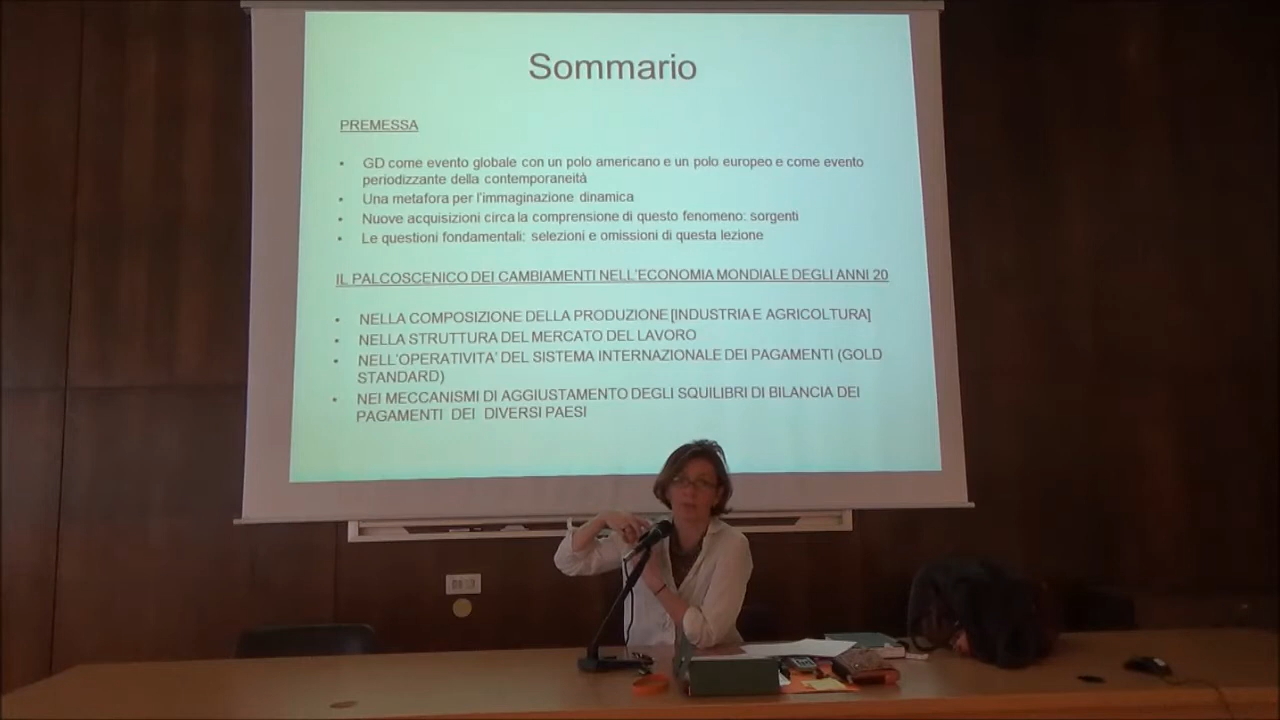 Sommario
PREMESSA
• GD come evento globale con un polo americano e un polo europeo e come evento
periodizzante della contemporaneità
• Una metafora per l'immaginazione dinamica
• Nuove acquisizioni circa la comprensione di questo fenomeno: sorgenti
• Le questioni fondamentali: selezioni e omissioni di questa lezione
IL PALCOSCENICO DEI CAMBIAMENTI NELL'ECONOMIA MONDIALE DEGLI ANNI 20
• NELLA COMPOSIZIONE DELLA PRODUZIONE [INDUSTRIA E AGRICOLTURA]
• NELLA STRUTTURA DEL MERCATO DEL LAVORO
• NELL'OPERATIVITA' DEL SISTEMA INTERNAZIONALE DEI PAGAMENTI (GOLD
STANDARD)
• NEI MECCANISMI DI AGGIUSTAMENTO DEGLI SQUILIBRI DI BILANCIA DEI
PAGAMENTI DEI DIVERSI PAESI